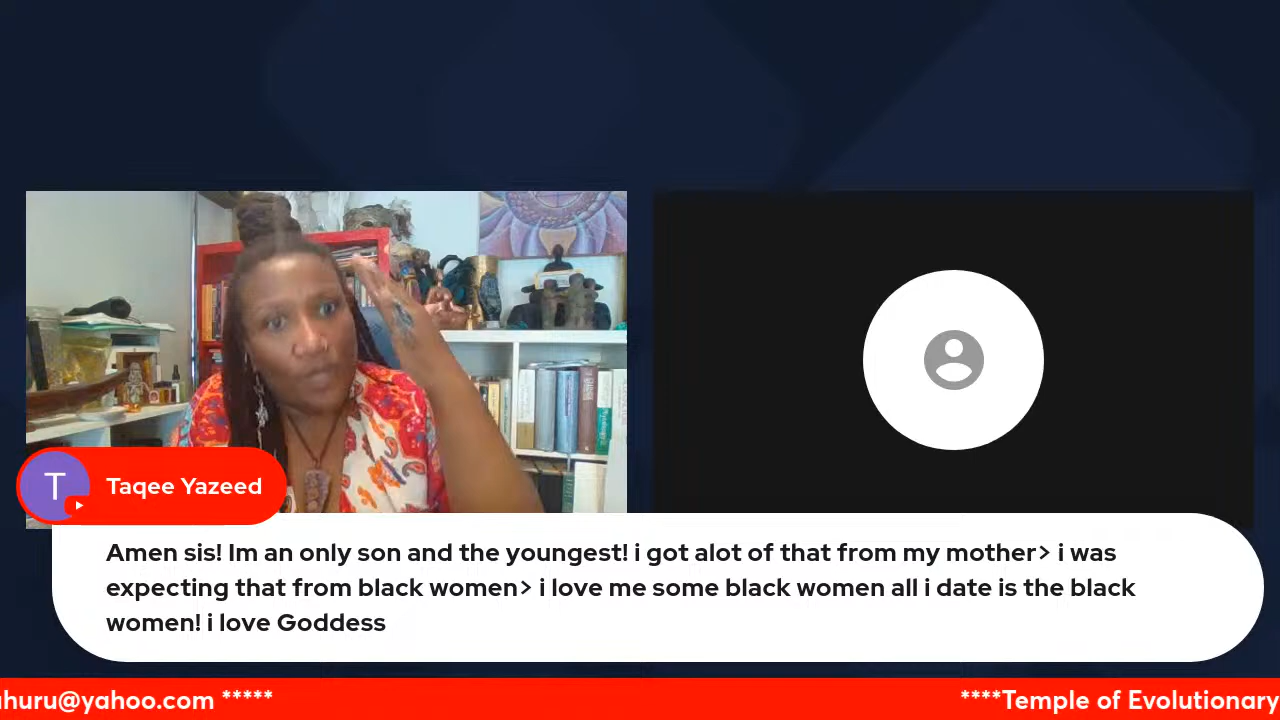 T
Taqee Yazeed
Amen sis! Im an only son and the youngest! i got alot of that from my mother> i was
expecting that from black women> i love me some black women all i date is the black
women! i love Goddess
huru@yahoo.com ***** ****Temple of Evolutionary